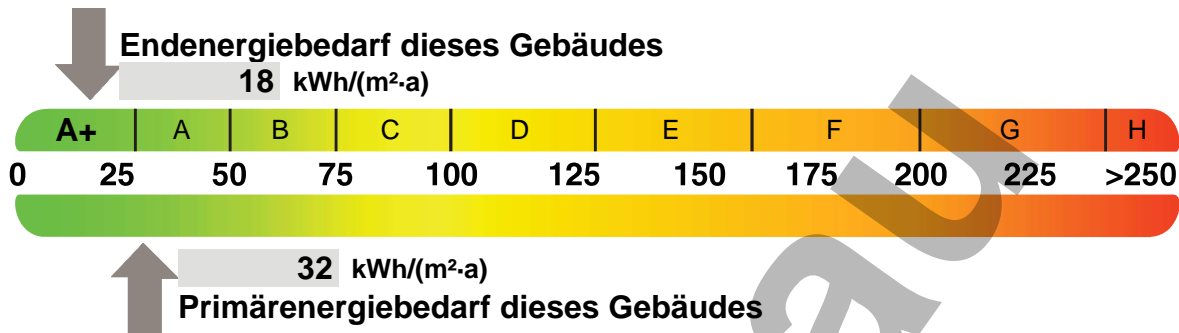 Endenergiebedarf dieses Gebäudes
18 kWh/(m²·a)
A+ A B C D E F G H
0 25 50 75 100 125 150 175 200 225 >250
32 kWh/(m²·a)
Primärenergiebedarf dieses Gebäudes
au